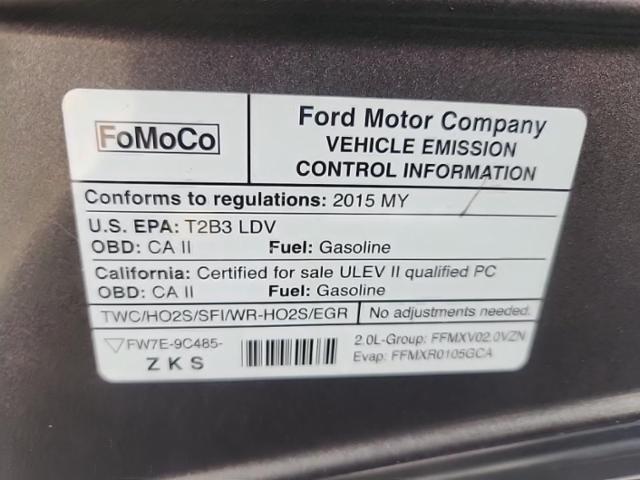 FoMoCo
Ford Motor Company
VEHICLE EMISSION
CONTROL INFORMATION
Conforms to regulations: 2015 MY
U.S. EPA: T2B3 LDV
OBD: CA II Fuel: Gasoline
California: Certified for sale ULEV II qualified PC
OBD: CA II Fuel: Gasoline
TWC/HO2S/SFI/WR-HO2S/EGR No adjustments needed.
FW7E-9C485-
ZKS
2.0L-Group: FFMXV02.0VZN
Evap: FFMXR0105GCA